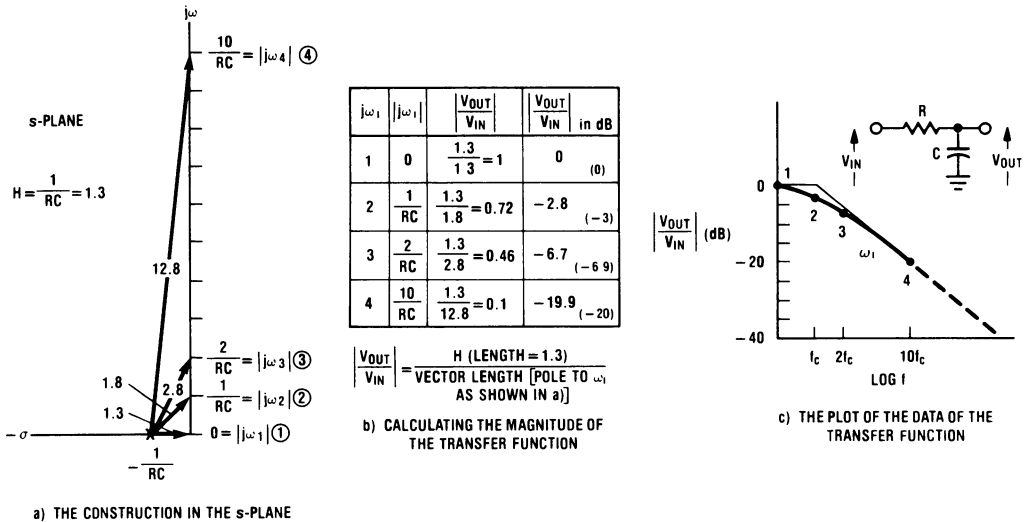 jω
10/RC = |jω4| ④
s-PLANE
H = 1/RC = 1.3
12.8
2/RC = |jω3| ③
1.8
2.8
1/RC = |jω2| ②
1.3
-σ
0 = |jω1| ①
- 1/RC
a) THE CONSTRUCTION IN THE s-PLANE
jω1 |jω1| |VOUT/VIN| |VOUT/VIN| in dB
1 0 1.3/1 3 = 1 0 (0)
2 1/RC 1.3/1.8 = 0.72 -2.8 (-3)
3 2/RC 1.3/2.8 = 0.46 -6.7 (-6 9)
4 10/RC 1.3/12.8 = 0.1 -19.9 (-20)
|VOUT/VIN| = H (LENGTH = 1.3)
VECTOR LENGTH [POLE TO ω1
AS SHOWN IN a)]
b) CALCULATING THE MAGNITUDE OF
THE TRANSFER FUNCTION
R
C
VIN
VOUT
|VOUT/VIN| (dB)
0
-20
-40
1
2
3
4
ω1
fc 2fc 10fc
LOG f
c) THE PLOT OF THE DATA OF THE
TRANSFER FUNCTION